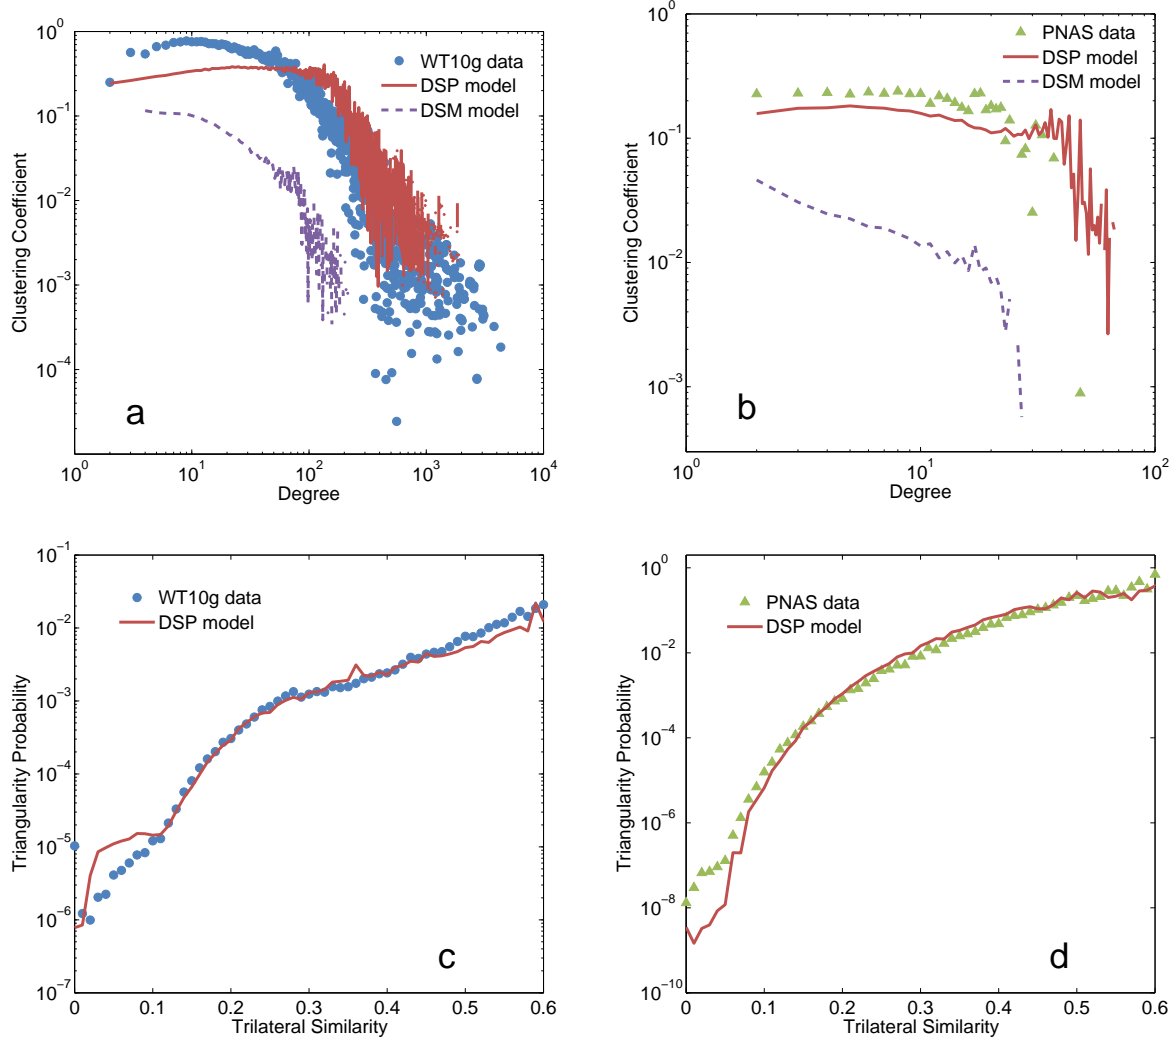 10^0
10^-1
10^-2
10^-3
10^-4
Clustering Coefficient
WT10g data
DSP model
DSM model
a
10^0 10^1 10^2 10^3 10^4
Degree
10^0
10^-1
10^-2
10^-3
Clustering Coefficient
PNAS data
DSP model
DSM model
b
10^0 10^1 10^2
Degree
10^-1
10^-2
10^-3
10^-4
10^-5
10^-6
10^-7
Triangularity Probability
WT10g data
DSP model
c
0 0.1 0.2 0.3 0.4 0.5 0.6
Trilateral Similarity
10^0
10^-2
10^-4
10^-6
10^-8
10^-10
Triangularity Probability
PNAS data
DSP model
d
0 0.1 0.2 0.3 0.4 0.5 0.6
Trilateral Similarity